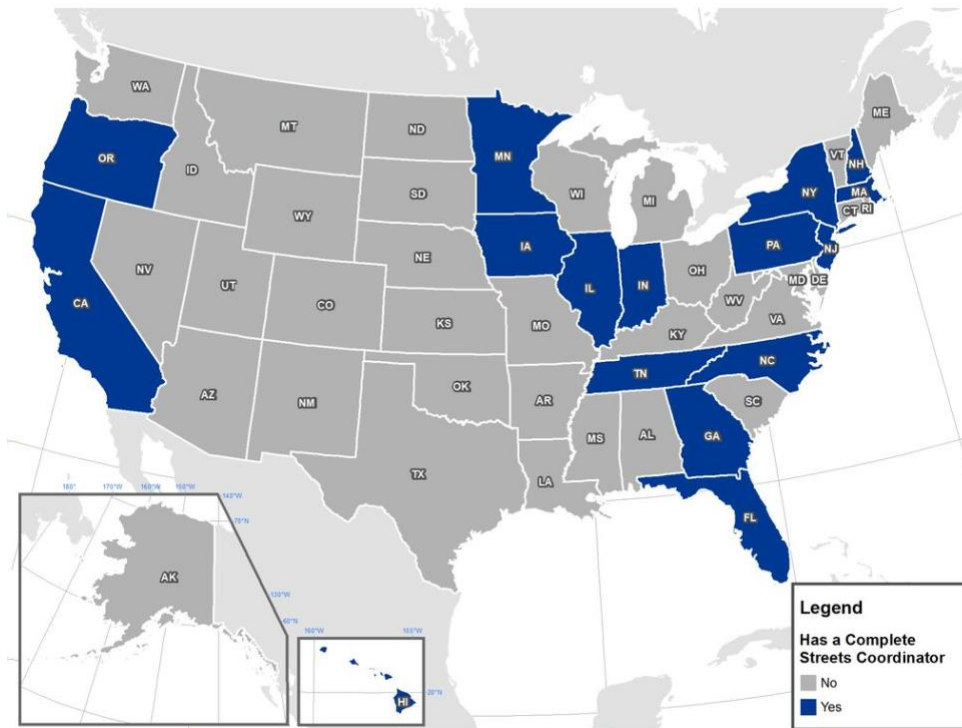 WA
MT
ND
MN
ME
OR
ID
SD
WI
VT
NH
WY
MI
NY
MA
CT
RI
IA
NE
PA
NJ
NV
UT
CO
IL
IN
OH
MD
DE
WV
CA
KS
MO
KY
VA
TN
NC
AZ
NM
OK
AR
SC
MS
AL
GA
TX
LA
FL
180°
170°W
160°W
150°W
140°W
70°N
AK
130°W
60°N
160°W
155°W
20°N
HI
Legend
Has a Complete
Streets Coordinator
No
Yes